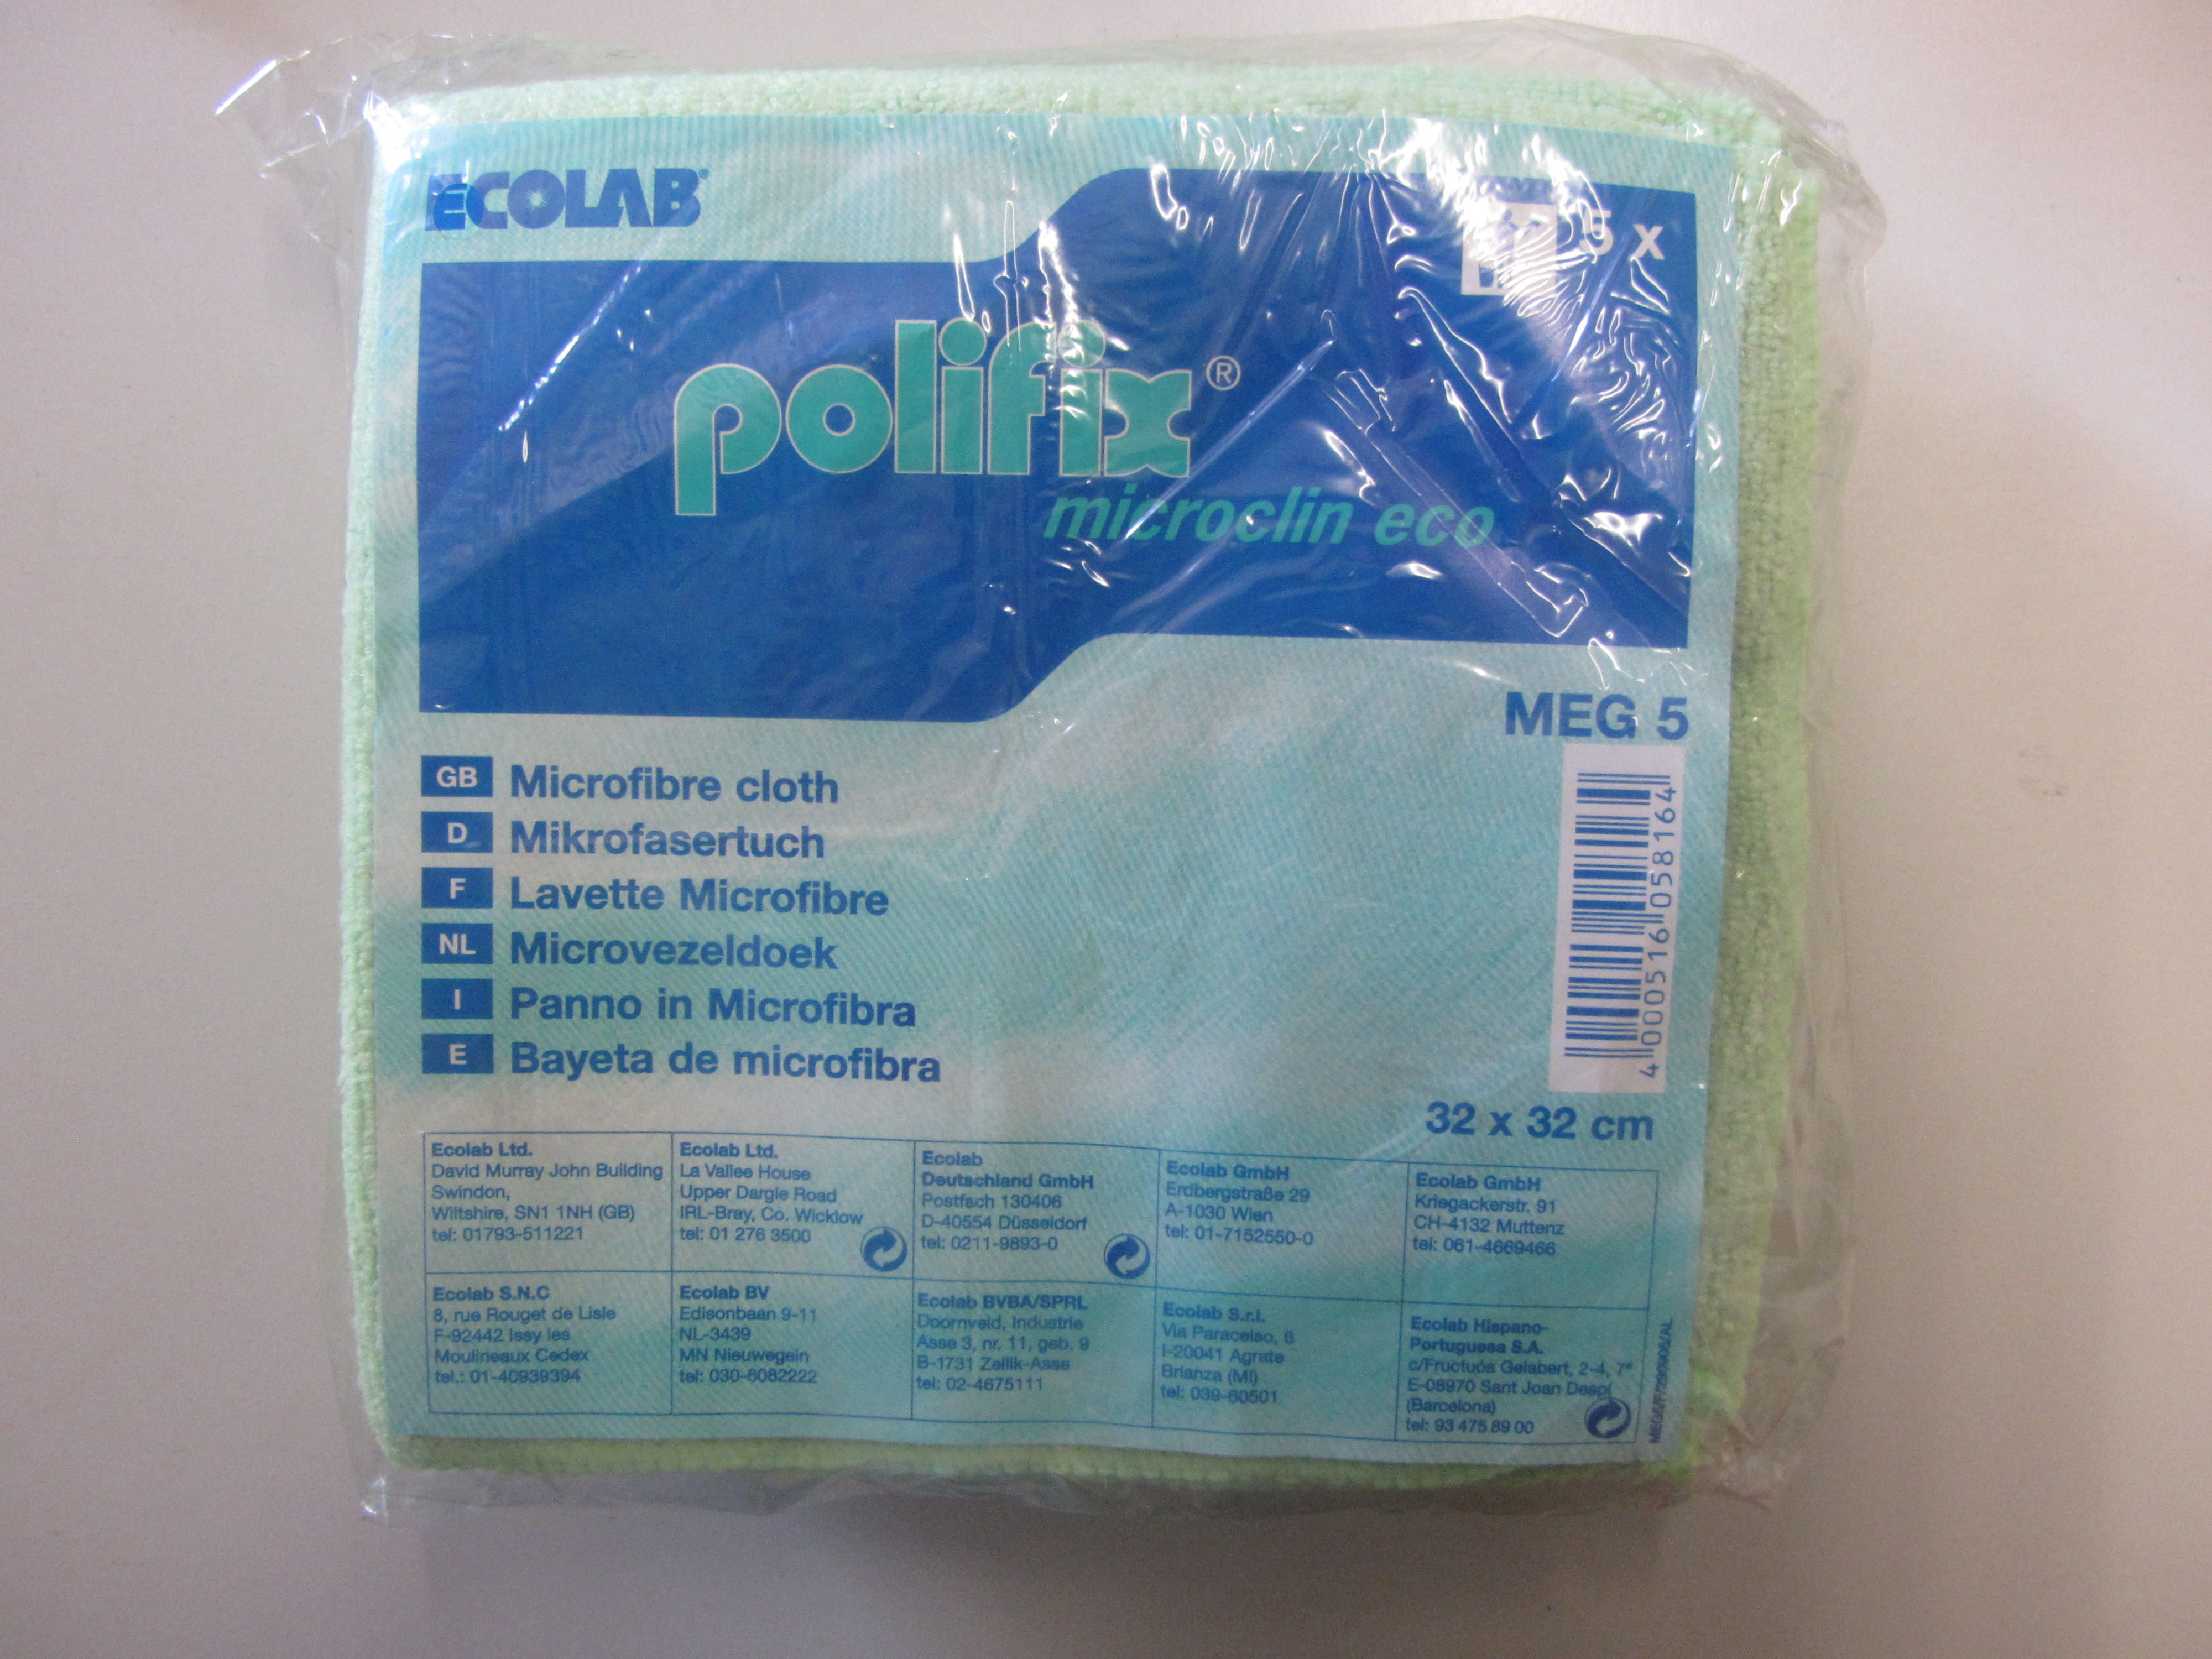 ECOLAB®
5 x
polifix®
microclin eco
MEG 5
GB Microfibre cloth
D Mikrofasertuch
F Lavette Microfibre
NL Microvezeldoek
I Panno in Microfibra
E Bayeta de microfibra
4 000516 058164
32 x 32 cm
Ecolab Ltd.
David Murray John Building
Swindon,
Wiltshire, SN1 1NH (GB)
tel: 01793-511221
Ecolab Ltd.
La Vallee House
Upper Dargle Road
IRL-Bray, Co. Wicklow
tel: 01 276 3500
Ecolab
Deutschland GmbH
Postfach 130406
D-40554 Düsseldorf
tel: 0211-9893-0
Ecolab GmbH
Erdbergstraße 29
A-1030 Wien
tel: 01-7152550-0
Ecolab GmbH
Kriegackerstr. 91
CH-4132 Muttenz
tel: 061-4669466
Ecolab S.N.C
8, rue Rouget de Lisle
F-92442 Issy les
Moulineaux Cedex
tel.: 01-40939394
Ecolab BV
Edisonbaan 9-11
NL-3439
MN Nieuwegein
tel: 030-6082222
Ecolab BVBA/SPRL
Doornveld, Industrie
Asse 3, nr. 11, geb. 9
B-1731 Zellik-Asse
tel: 02-4675111
Ecolab S.r.l.
Via Paracelso, 6
I-20041 Agrate
Brianza (MI)
tel: 039-60501
Ecolab Hispano-
Portuguesa S.A.
c/Fructuós Gelabert, 2-4, 7ª
E-08970 Sant Joan Despí
(Barcelona)
tel: 93 475 89 00